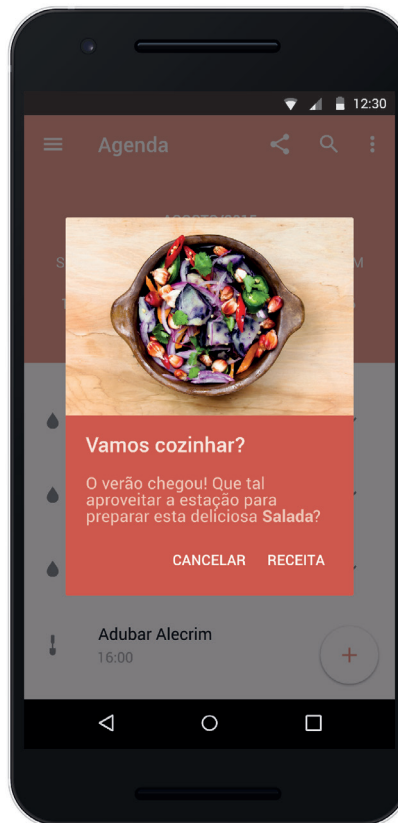 12:30
Agenda
Vamos cozinhar?
O verão chegou! Que tal
aproveitar a estação para
preparar esta deliciosa Salada?
CANCELAR RECEITA
Adubar Alecrim
16:00